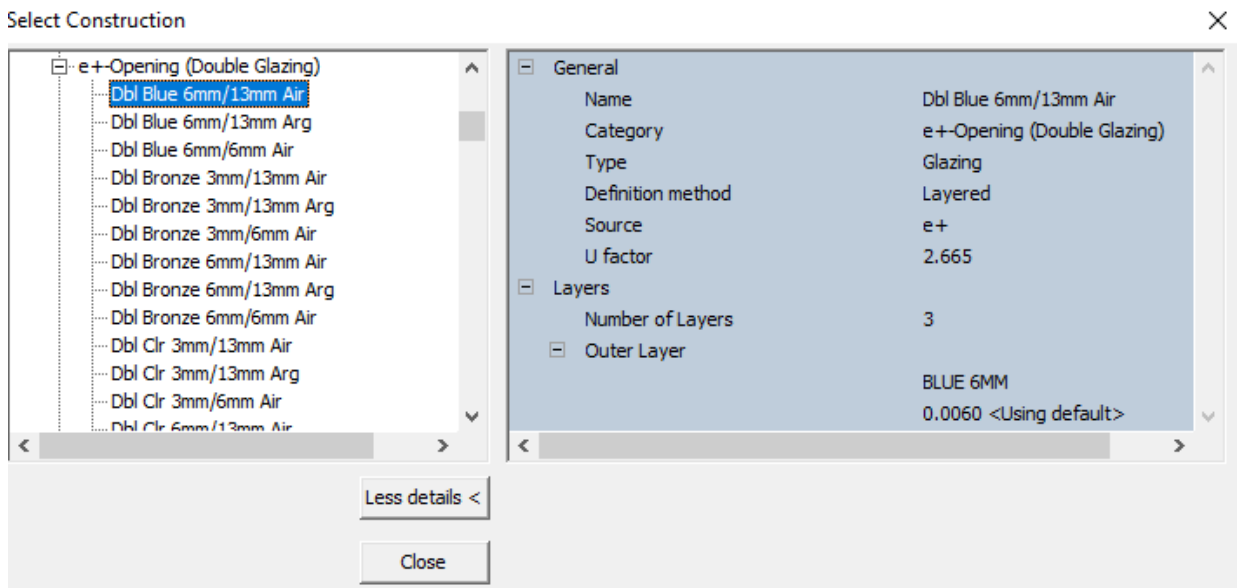 Select Construction
e+-Opening (Double Glazing)
Dbl Blue 6mm/13mm Air
Dbl Blue 6mm/13mm Arg
Dbl Blue 6mm/6mm Air
Dbl Bronze 3mm/13mm Air
Dbl Bronze 3mm/13mm Arg
Dbl Bronze 3mm/6mm Air
Dbl Bronze 6mm/13mm Air
Dbl Bronze 6mm/13mm Arg
Dbl Bronze 6mm/6mm Air
Dbl Clr 3mm/13mm Air
Dbl Clr 3mm/13mm Arg
Dbl Clr 3mm/6mm Air
Dbl Clr 6mm/13mm Air
General
Name Dbl Blue 6mm/13mm Air
Category e+-Opening (Double Glazing)
Type Glazing
Definition method Layered
Source e+
U factor 2.665
Layers
Number of Layers 3
Outer Layer
BLUE 6MM
0.0060 <Using default>
Less details <
Close